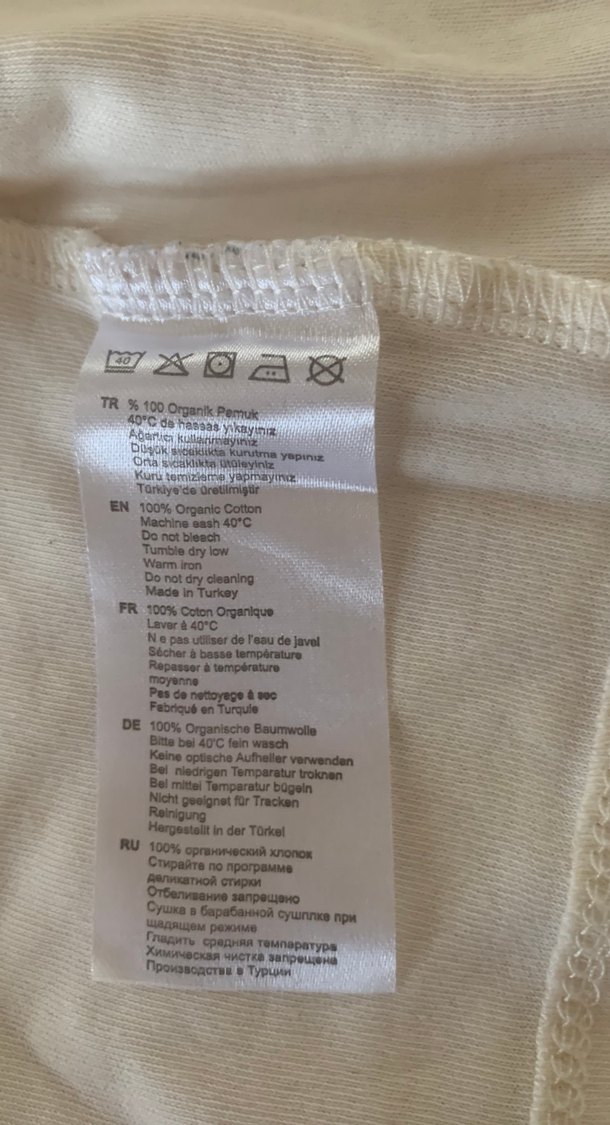 40
TR % 100 Organik Pamuk
40°C de hassas yıkayınız
Ağartıcı kullanmayınız
Düşük sıcaklıkta kurutma yapınız
Orta sıcaklıkta ütüleyiniz
Kuru temizleme yapmayınız
Türkiye'de üretilmiştir
EN 100% Organic Cotton
Machine eash 40°C
Do not bleach
Tumble dry low
Warm iron
Do not dry cleaning
Made in Turkey
FR 100% Coton Organique
Laver à 40°C
N e pas utiliser de l'eau de javel
Sécher à basse température
Repasser à température
moyenne
Pas de nettoyage à sec
Fabriqué en Turquie
DE 100% Organische Baumwolle
Bitte bei 40°C fein wasch
Keine optische Aufheller verwenden
Bei niedrigen Temparatur troknen
Bei mittel Temparatur bügeln
Nicht geeignet für Tracken
Reinigung
Hergestellt in der Türkei
RU 100% органический хлопок
Стирайте по программе
деликатной стирки
Отбеливание запрещено
Сушка в барабанной сушплке при
щадящем режиме
Гладить средняя температура
Химическая чистка запрещена
Производства в Турции